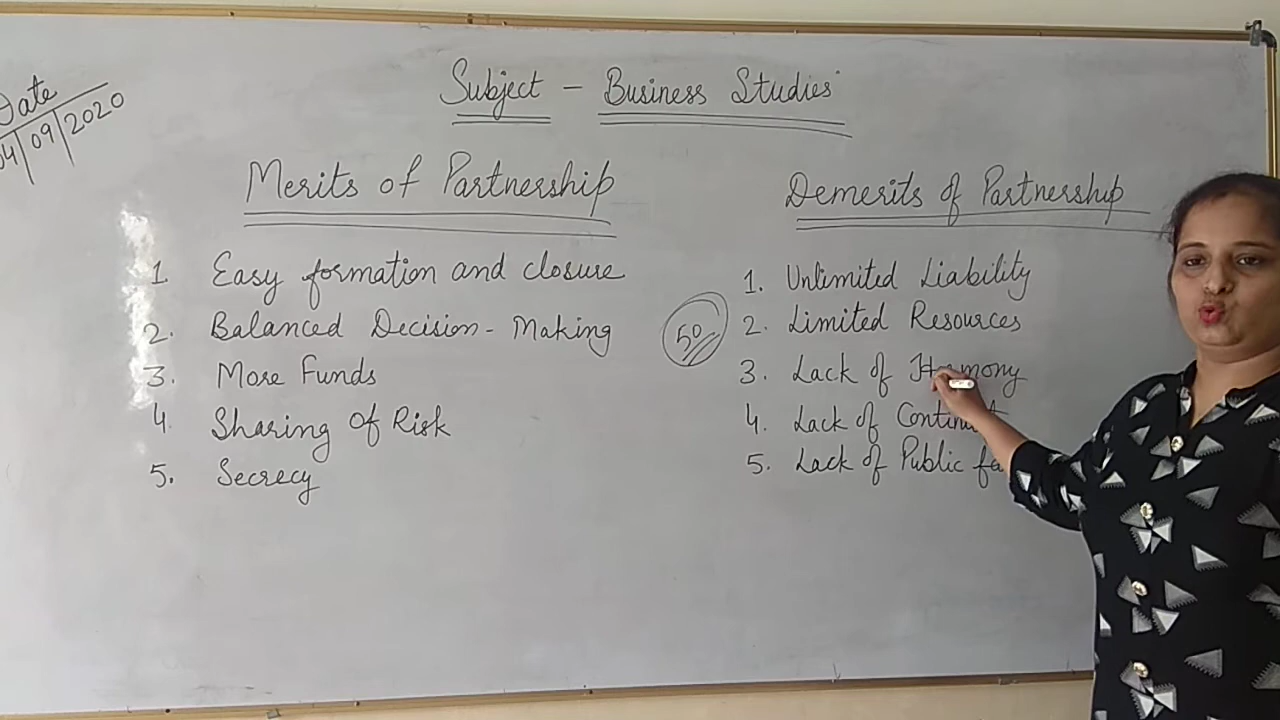 Date
04/09/2020
Subject - Business Studies
Merits of Partnership
1 Easy formation and closure
2. Balanced Decision-Making
3. More Funds
4. Sharing of Risk
5. Secrecy
50
Demerits of Partnership
1. Unlimited Liability
2. Limited Resources
3. Lack of Harmony
4. Lack of
5. Lack of Public